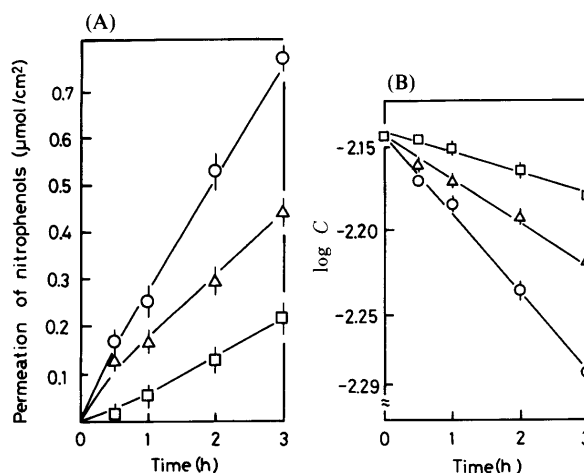 (A)
Permeation of nitrophenols (μmol/cm²)
0.7
0.6
0.5
0.4
0.3
0.2
0.1
0 1 2 3
Time(h)
(B)
log C
-2.15
-2.20
-2.25
-2.29
0 1 2 3
Time(h)